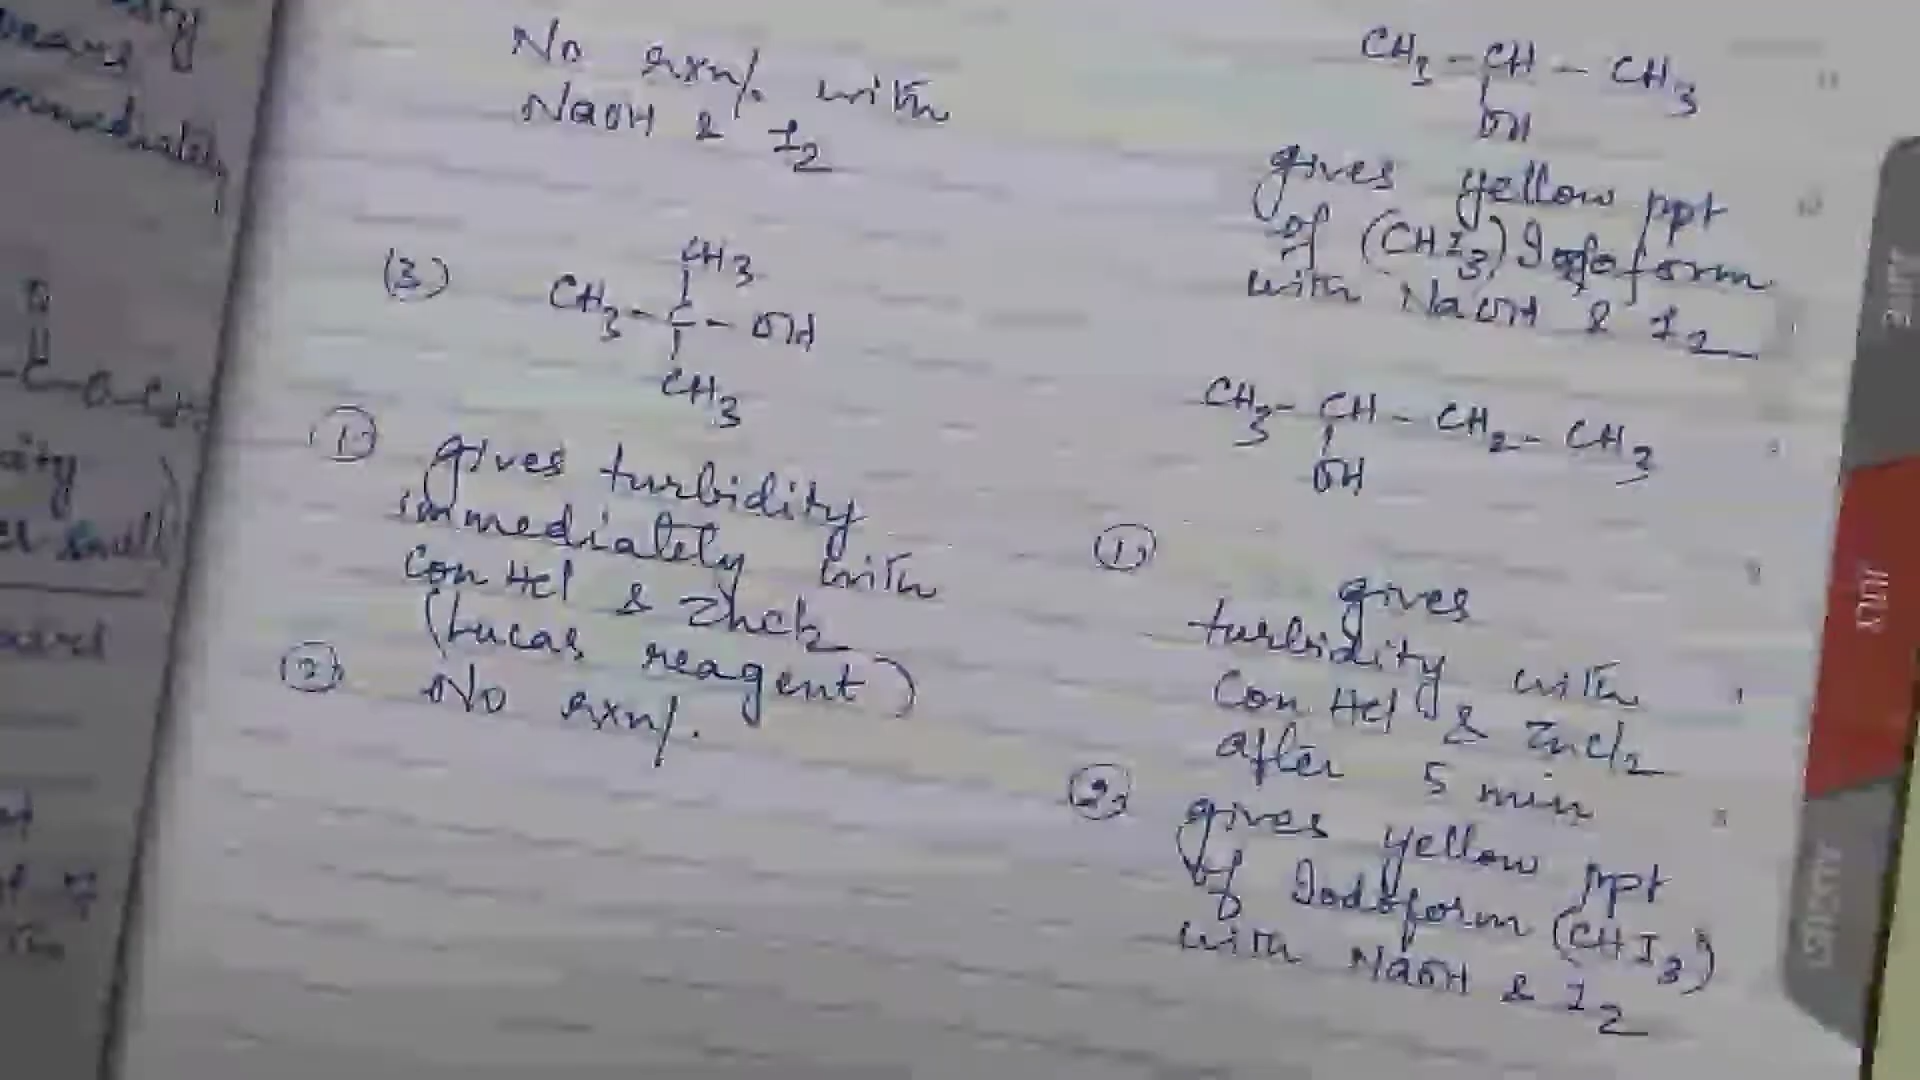 No rxn/. with
NaOH & I2
(3)
CH3
CH3-C-OH
CH3
(1) gives turbidity
immediately with
Con Hcl & Zncl2
(Lucas reagent)
(2) No rxn/.
CH3-CH-CH3
OH
gives yellow ppt
of (CHI3) Iodoform
with NaOH & I2
CH3-CH-CH2-CH3
OH
(1) gives
turbidity with
Con Hcl & Zncl2
after 5 min
(2) gives yellow ppt
of Iodoform (CHI3)
with NaOH & I2
immediately
JUNE
JULY